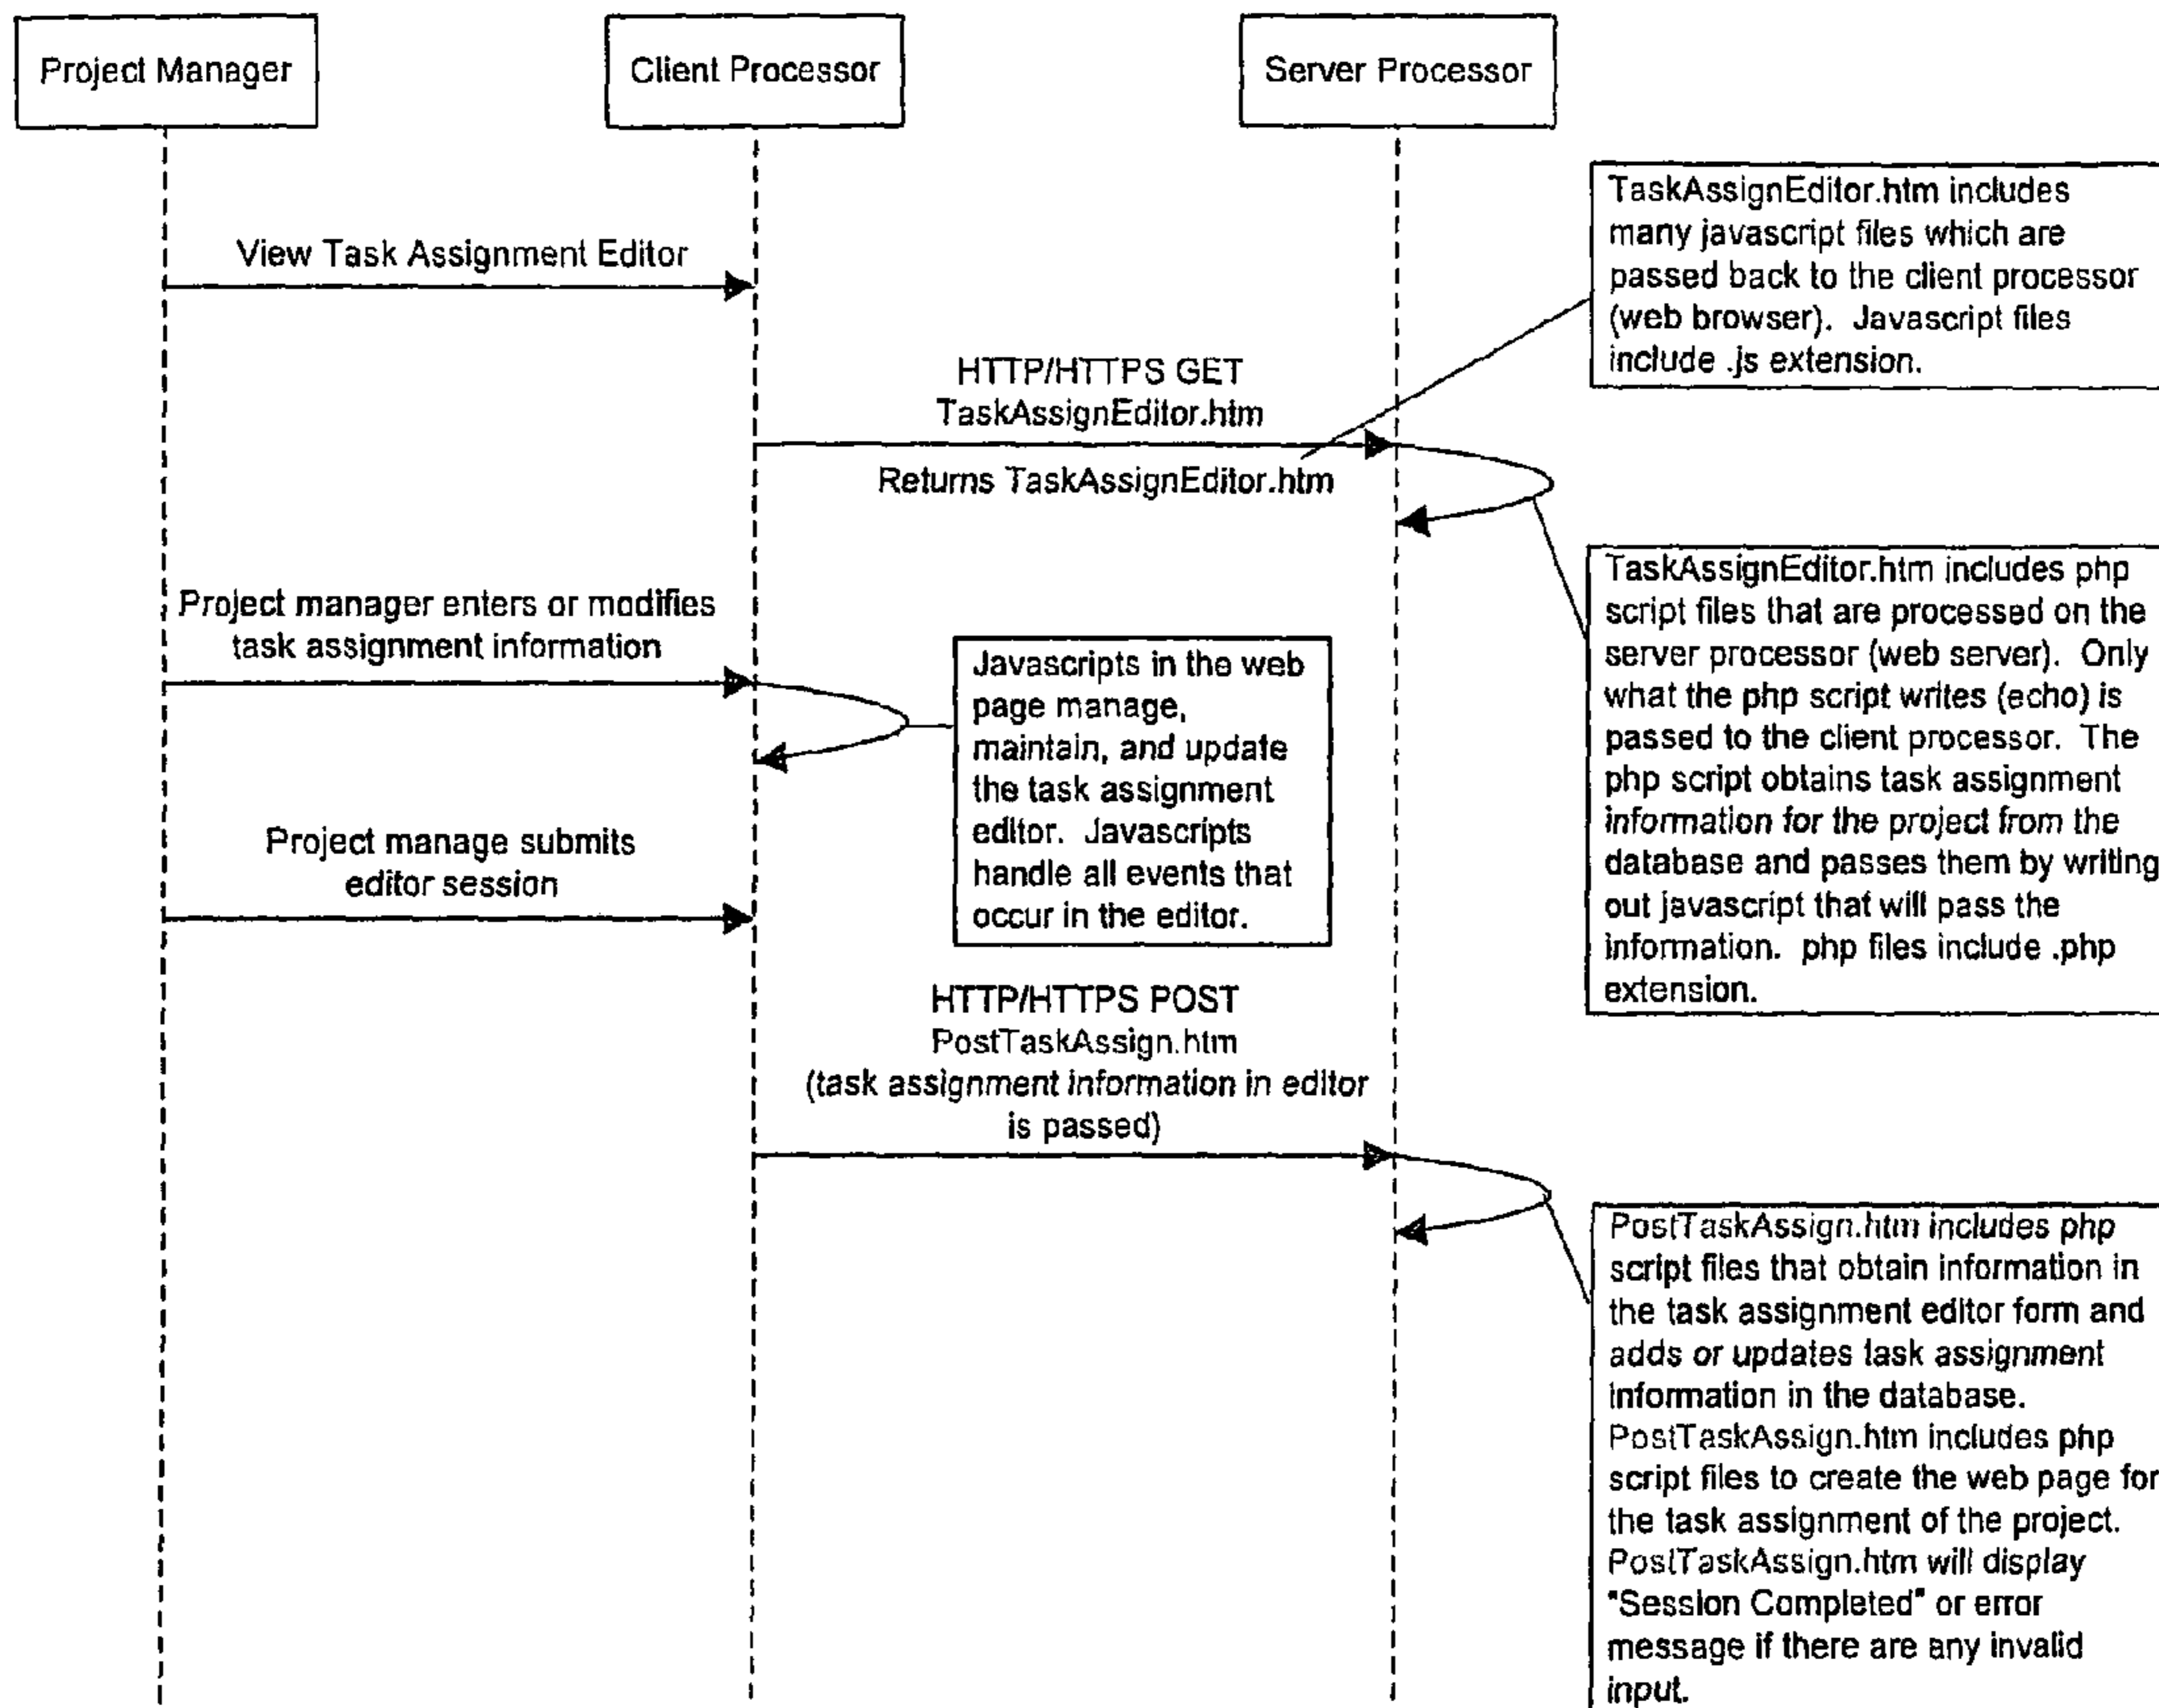 Project Manager
Client Processor
Server Processor
TaskAssignEditor.htm includes
many javascript files which are
passed back to the client processor
(web browser). Javascript files
include .js extension.
View Task Assignment Editor
HTTP/HTTPS GET
TaskAssignEditor.htm
Returns TaskAssignEditor.htm
TaskAssignEditor.htm includes php
script files that are processed on the
server processor (web server). Only
what the php script writes (echo) is
passed to the client processor. The
php script obtains task assignment
information for the project from the
database and passes them by writing
out javascript that will pass the
information. php files include .php
extension.
Project manager enters or modifies
task assignment information
Javascripts in the web
page manage,
maintain, and update
the task assignment
editor. Javascripts
handle all events that
occur in the editor.
Project manage submits
editor session
HTTP/HTTPS POST
PostTaskAssign.htm
(task assignment information in editor
is passed)
PostTaskAssign.htm includes php
script files that obtain information in
the task assignment editor form and
adds or updates task assignment
information in the database.
PostTaskAssign.htm includes php
script files to create the web page for
the task assignment of the project.
PostTaskAssign.htm will display
"Session Completed" or error
message if there are any invalid
input.